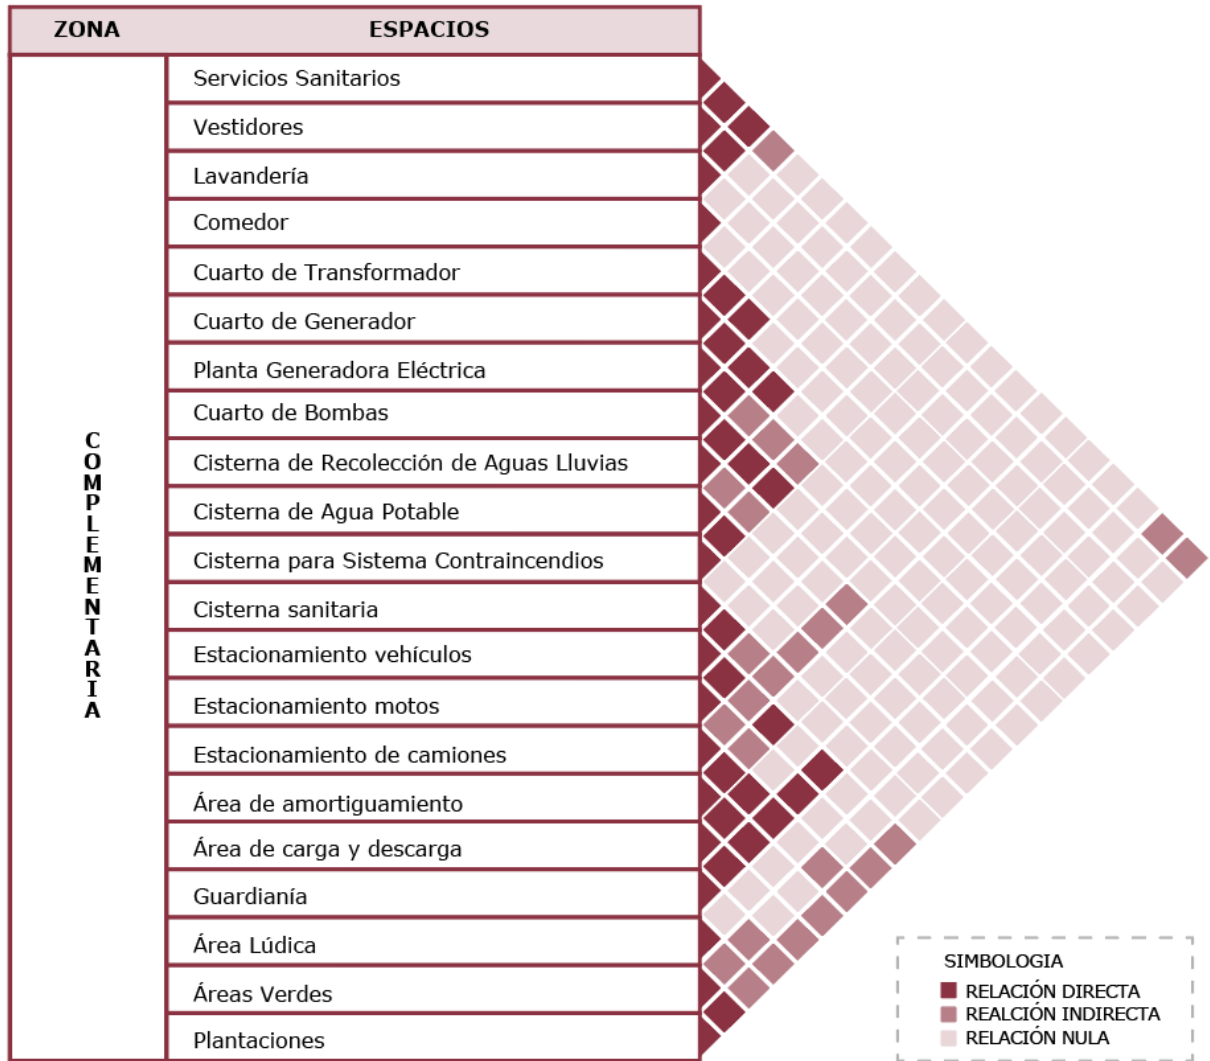 ZONA ESPACIOS
Servicios Sanitarios
Vestidores
Lavandería
Comedor
Cuarto de Transformador
Cuarto de Generador
Planta Generadora Eléctrica
Cuarto de Bombas
Cisterna de Recolección de Aguas Lluvias
Cisterna de Agua Potable
Cisterna para Sistema Contraincendios
Cisterna sanitaria
Estacionamiento vehículos
Estacionamiento motos
Estacionamiento de camiones
Área de amortiguamiento
Área de carga y descarga
Guardianía
Área Lúdica
Áreas Verdes
Plantaciones
COMPLEMENTARIA
SIMBOLOGIA
RELACIÓN DIRECTA
REALCIÓN INDIRECTA
RELACIÓN NULA